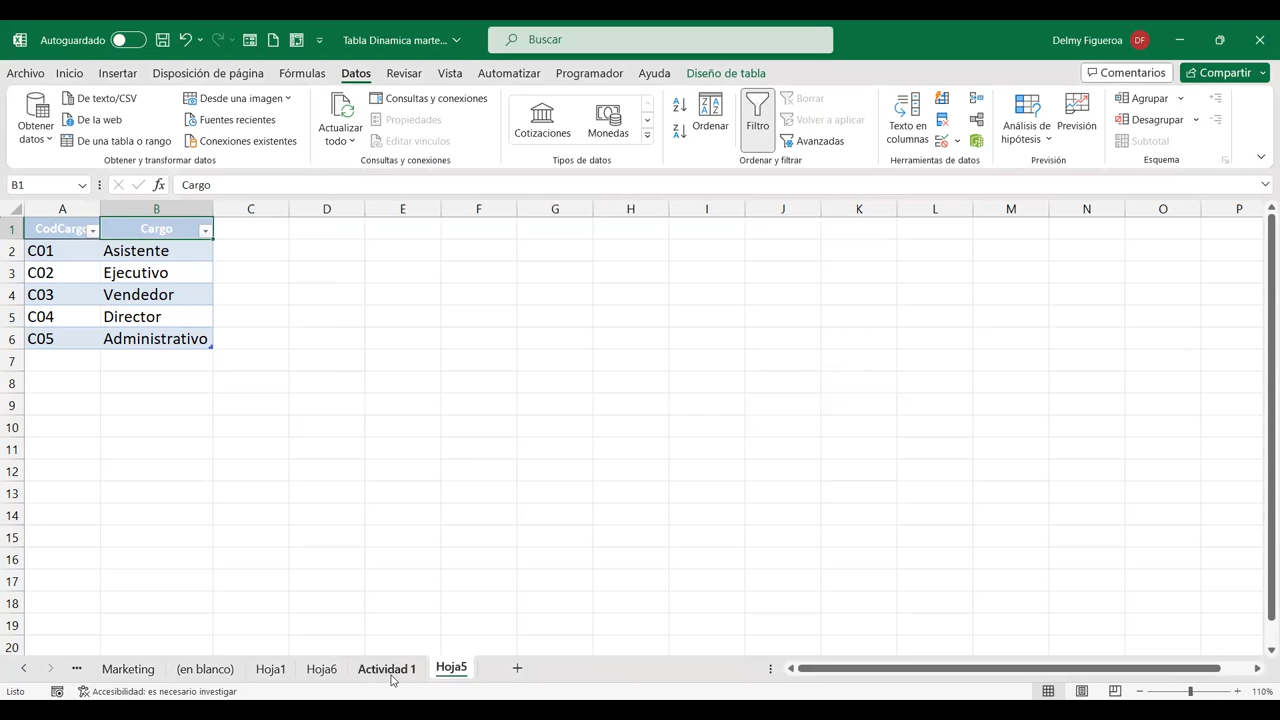 Autoguardado
Tabla Dinamica marte...
Buscar
Delmy Figueroa
DF
Archivo Inicio Insertar Disposición de página Fórmulas Datos Revisar Vista Automatizar Programador Ayuda Diseño de tabla
Comentarios
Compartir
Obtener datos
De texto/CSV
De la web
De una tabla o rango
Desde una imagen
Fuentes recientes
Conexiones existentes
Obtener y transformar datos
Actualizar todo
Consultas y conexiones
Propiedades
Editar vínculos
Consultas y conexiones
Cotizaciones
Monedas
Tipos de datos
Ordenar
Filtro
Borrar
Volver a aplicar
Avanzadas
Ordenar y filtrar
Texto en columnas
Herramientas de datos
Análisis de hipótesis
Previsión
Previsión
Agrupar
Desagrupar
Subtotal
Esquema
B1
fx
Cargo
A B C D E F G H I J K L M N O P
1 CodCargo Cargo
2 C01 Asistente
3 C02 Ejecutivo
4 C03 Vendedor
5 C04 Director
6 C05 Administrativo
7
8
9
10
11
12
13
14
15
16
17
18
19
20
... Marketing (en blanco) Hoja1 Hoja6 Actividad 1 Hoja5
Listo
Accesibilidad: es necesario investigar
110%